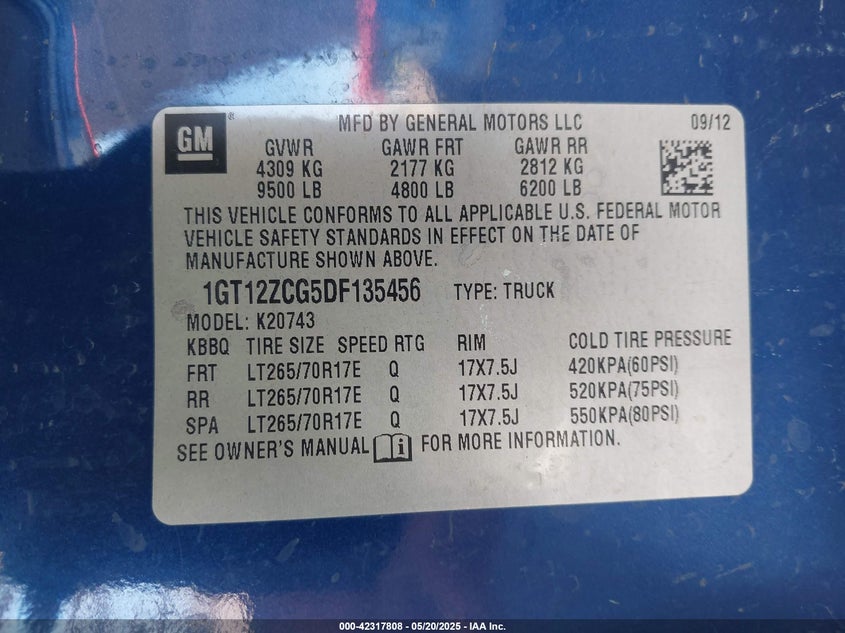 GM
MFD BY GENERAL MOTORS LLC 09/12
GVWR GAWR FRT GAWR RR
4309 KG 2177 KG 2812 KG
9500 LB 4800 LB 6200 LB
THIS VEHICLE CONFORMS TO ALL APPLICABLE U.S. FEDERAL MOTOR
VEHICLE SAFETY STANDARDS IN EFFECT ON THE DATE OF
MANUFACTURE SHOWN ABOVE.
1GT12ZCG5DF135456 TYPE: TRUCK
MODEL: K20743
KBBQ TIRE SIZE SPEED RTG RIM COLD TIRE PRESSURE
FRT LT265/70R17E Q 17X7.5J 420KPA(60PSI)
RR LT265/70R17E Q 17X7.5J 520KPA(75PSI)
SPA LT265/70R17E Q 17X7.5J 550KPA(80PSI)
SEE OWNER'S MANUAL i FOR MORE INFORMATION.
000-42317808 - 05/20/2025 - IAA Inc.